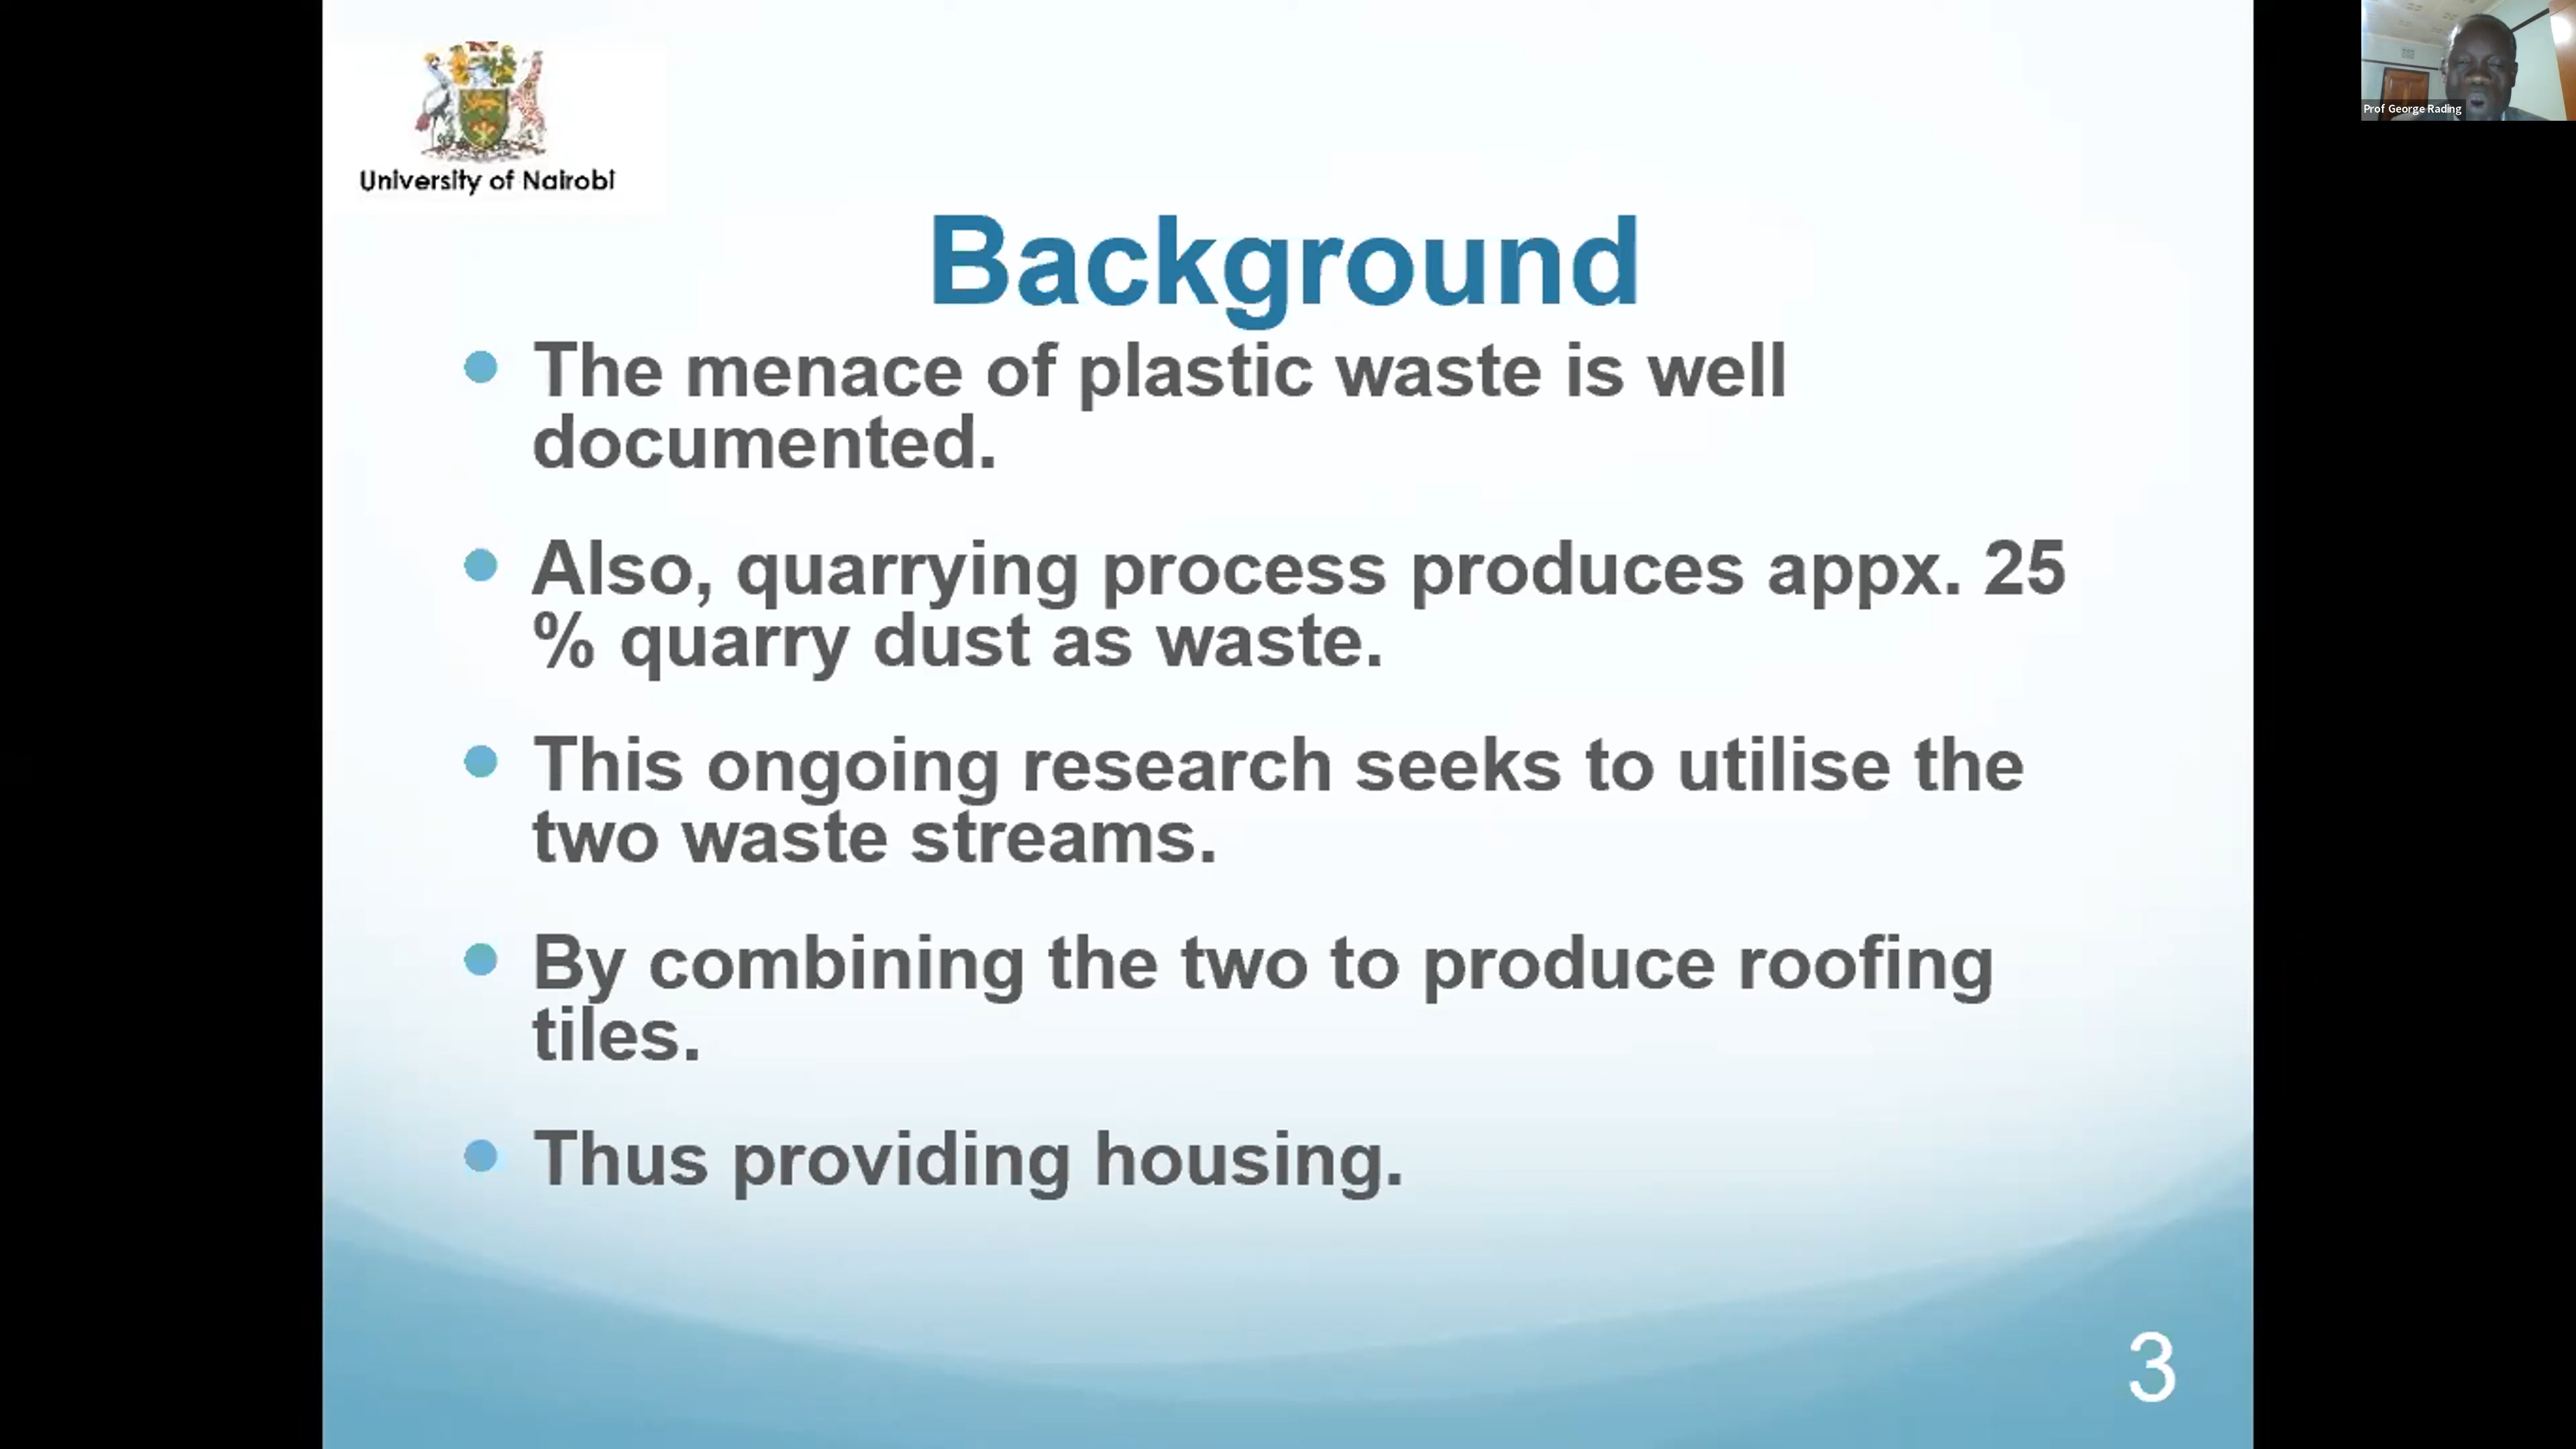 University of Nairobi
Prof George Rading
Background
• The menace of plastic waste is well
documented.
• Also, quarrying process produces appx. 25
% quarry dust as waste.
• This ongoing research seeks to utilise the
two waste streams.
• By combining the two to produce roofing
tiles.
• Thus providing housing.
3